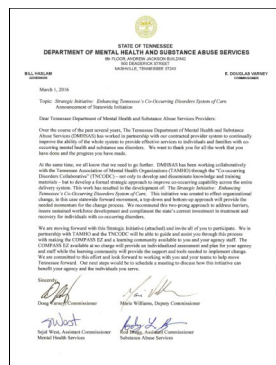 STATE OF TENNESSEE
DEPARTMENT OF MENTAL HEALTH AND SUBSTANCE ABUSE SERVICES
6th FLOOR, ANDREW JACKSON BUILDING
500 DEADERICK STREET
NASHVILLE, TENNESSEE 37243
BILL HASLAM
GOVERNOR
E. DOUGLAS VARNEY
COMMISSIONER
March 1, 2016
Topic: Strategic Initiative: Enhancing Tennessee's Co-Occurring Disorders System of Care
Announcement of Statewide Initiative
Dear Tennessee Department of Mental Health and Substance Abuse Services Providers:
Over the course of the past several years, The Tennessee Department of Mental Health and Substance
Abuse Services (DMHSAS) has worked in partnership with our contracted provider system to continually
improve the ability of the whole system to provide effective services to individuals and families with co-
occurring mental health and substance use disorders. We want to thank you for all the work that you
have done and the progress you have made.
At the same time, we all know that we need to go further. DMHSAS has been working collaboratively
with the Tennessee Association of Mental Health Organizations (TAMHO) through the "Co-occurring
Disorders Collaborative" (TNCODC) – not only to develop and disseminate knowledge and training
materials – but to develop a formal strategic approach to improve co-occurring capability across the entire
delivery system. This work has resulted in the development of: The Strategic Initiative: Enhancing
Tennessee's Co-Occurring Disorders System of Care. This initiative was created to effect organizational
change, in this case statewide forward movement, a top-down and bottom-up approach will provide the
needed momentum for the change process. We recommend this two-prong approach to address barriers,
issues sustained workforce development and compliment the state's current investment in treatment and
recovery for individuals with co-occurring disorders.
We are moving forward with this Strategic Initiative (attached) and invite all of you to participate. We in
partnership with TAMHO and the TNCODC will be able to guide and assist you through this process
with making the COMPASS EZ and a learning community available to you and your agency staff. The
COMPASS EZ available at no charge will provide an individualized assessment and plan for your agency
and staff while the learning community will provide the support and tools needed to implement change.
We are committed to this effort and look forward to working with you and your teams to help move
Tennessee forward. Our next steps would be to schedule a meeting to discuss how this initiative can
benefit your agency and the individuals you serve.
Sincerely,
Doug Varney, Commissioner
Marie Williams, Deputy Commissioner
Sejal West, Assistant Commissioner
Mental Health Services
Rod Bragg, Assistant Commissioner
Substance Abuse Services